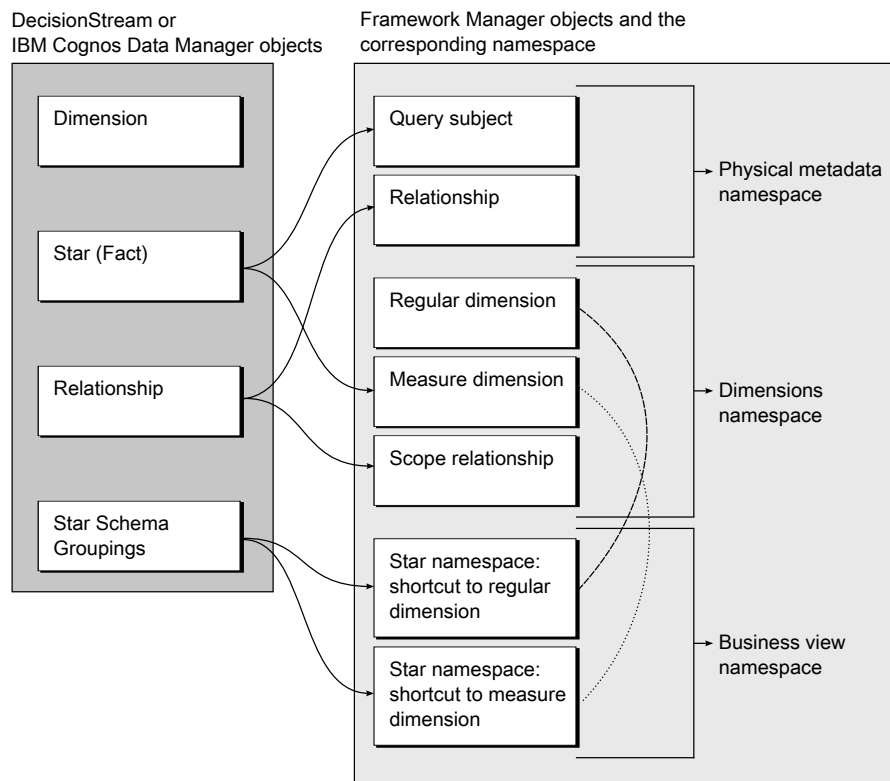 DecisionStream or
IBM Cognos Data Manager objects
Dimension
Star (Fact)
Relationship
Star Schema
Groupings
Framework Manager objects and the
corresponding namespace
Query subject
Relationship
Physical metadata
namespace
Regular dimension
Measure dimension
Scope relationship
Dimensions
namespace
Star namespace:
shortcut to regular
dimension
Star namespace:
shortcut to measure
dimension
Business view
namespace